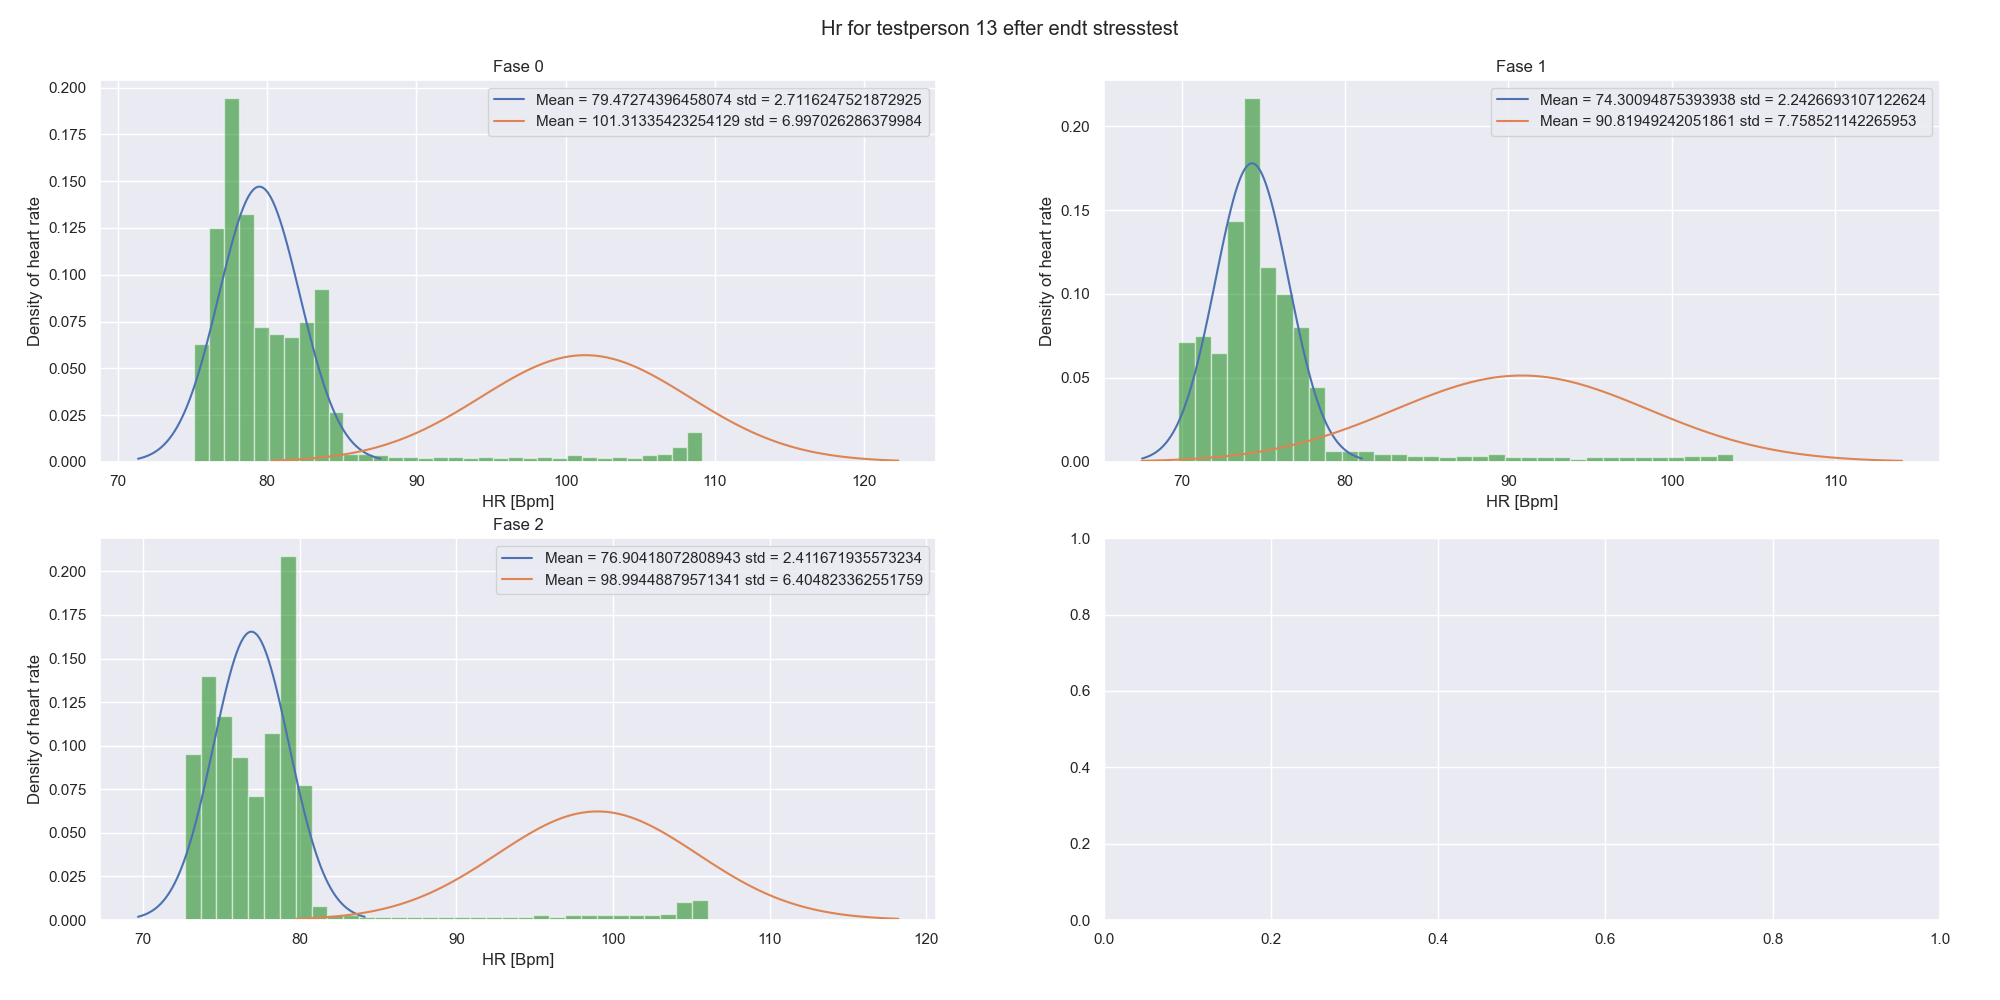 Hr for testperson 13 efter endt stresstest
Fase 0
Mean = 79.47274396458074 std = 2.7116247521872925
Mean = 101.31335423254129 std = 6.997026286379984
Density of heart rate
0.200
0.175
0.150
0.125
0.100
0.075
0.050
0.025
0.000
70 80 90 100 110 120
HR [Bpm]
Fase 1
Mean = 74.30094875393938 std = 2.2426693107122624
Mean = 90.81949242051861 std = 7.758521142265953
Density of heart rate
0.20
0.15
0.10
0.05
0.00
70 80 90 100 110
HR [Bpm]
Fase 2
Mean = 76.90418072808943 std = 2.411671935573234
Mean = 98.99448879571341 std = 6.404823362551759
Density of heart rate
0.200
0.175
0.150
0.125
0.100
0.075
0.050
0.025
0.000
70 80 90 100 110 120
HR [Bpm]
1.0
0.8
0.6
0.4
0.2
0.0
0.0 0.2 0.4 0.6 0.8 1.0